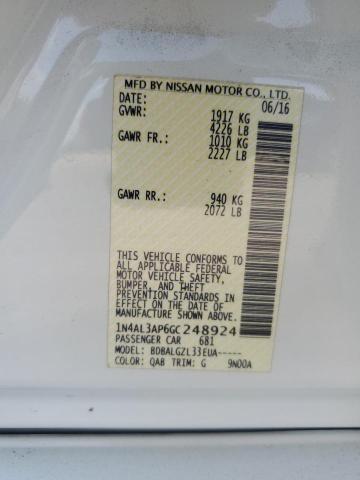 MFD BY NISSAN MOTOR CO., LTD.
DATE: 06/16
GVWR: 1917 KG
4226 LB
GAWR FR.: 1010 KG
2227 LB
GAWR RR.: 940 KG
2072 LB
THIS VEHICLE CONFORMS TO
ALL APPLICABLE FEDERAL
MOTOR VEHICLE SAFETY,
BUMPER, AND THEFT
PREVENTION STANDARDS IN
EFFECT ON THE DATE OF
MANUFACTURE SHOWN ABOVE.
1N4AL3AP6GC248924
PASSENGER CAR 681
MODEL: BDBALGZL33EUA-----
COLOR: QAB TRIM: G 9N00A